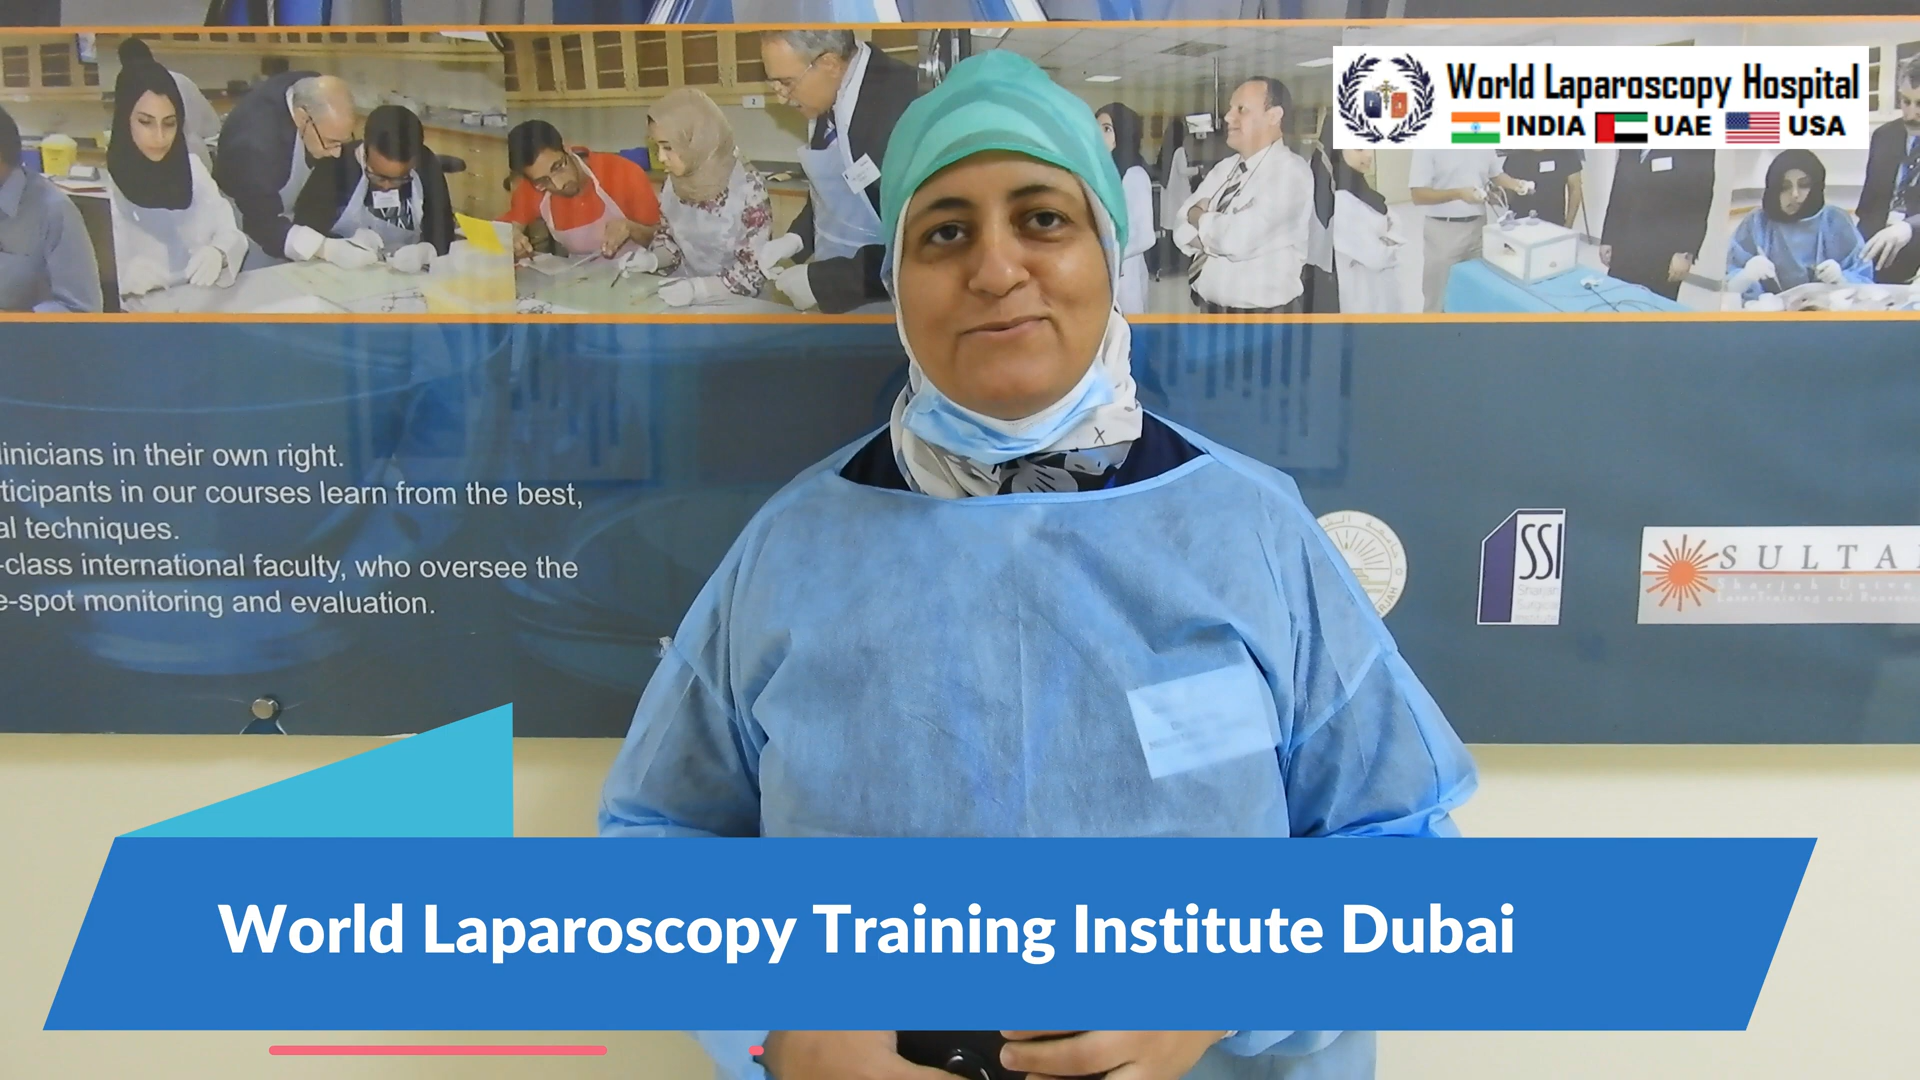 World Laparoscopy Hospital
INDIA UAE USA
linicians in their own right.
ticipants in our courses learn from the best,
al techniques.
-class international faculty, who oversee the
e-spot monitoring and evaluation.
SSI
SULTA
World Laparoscopy Training Institute Dubai